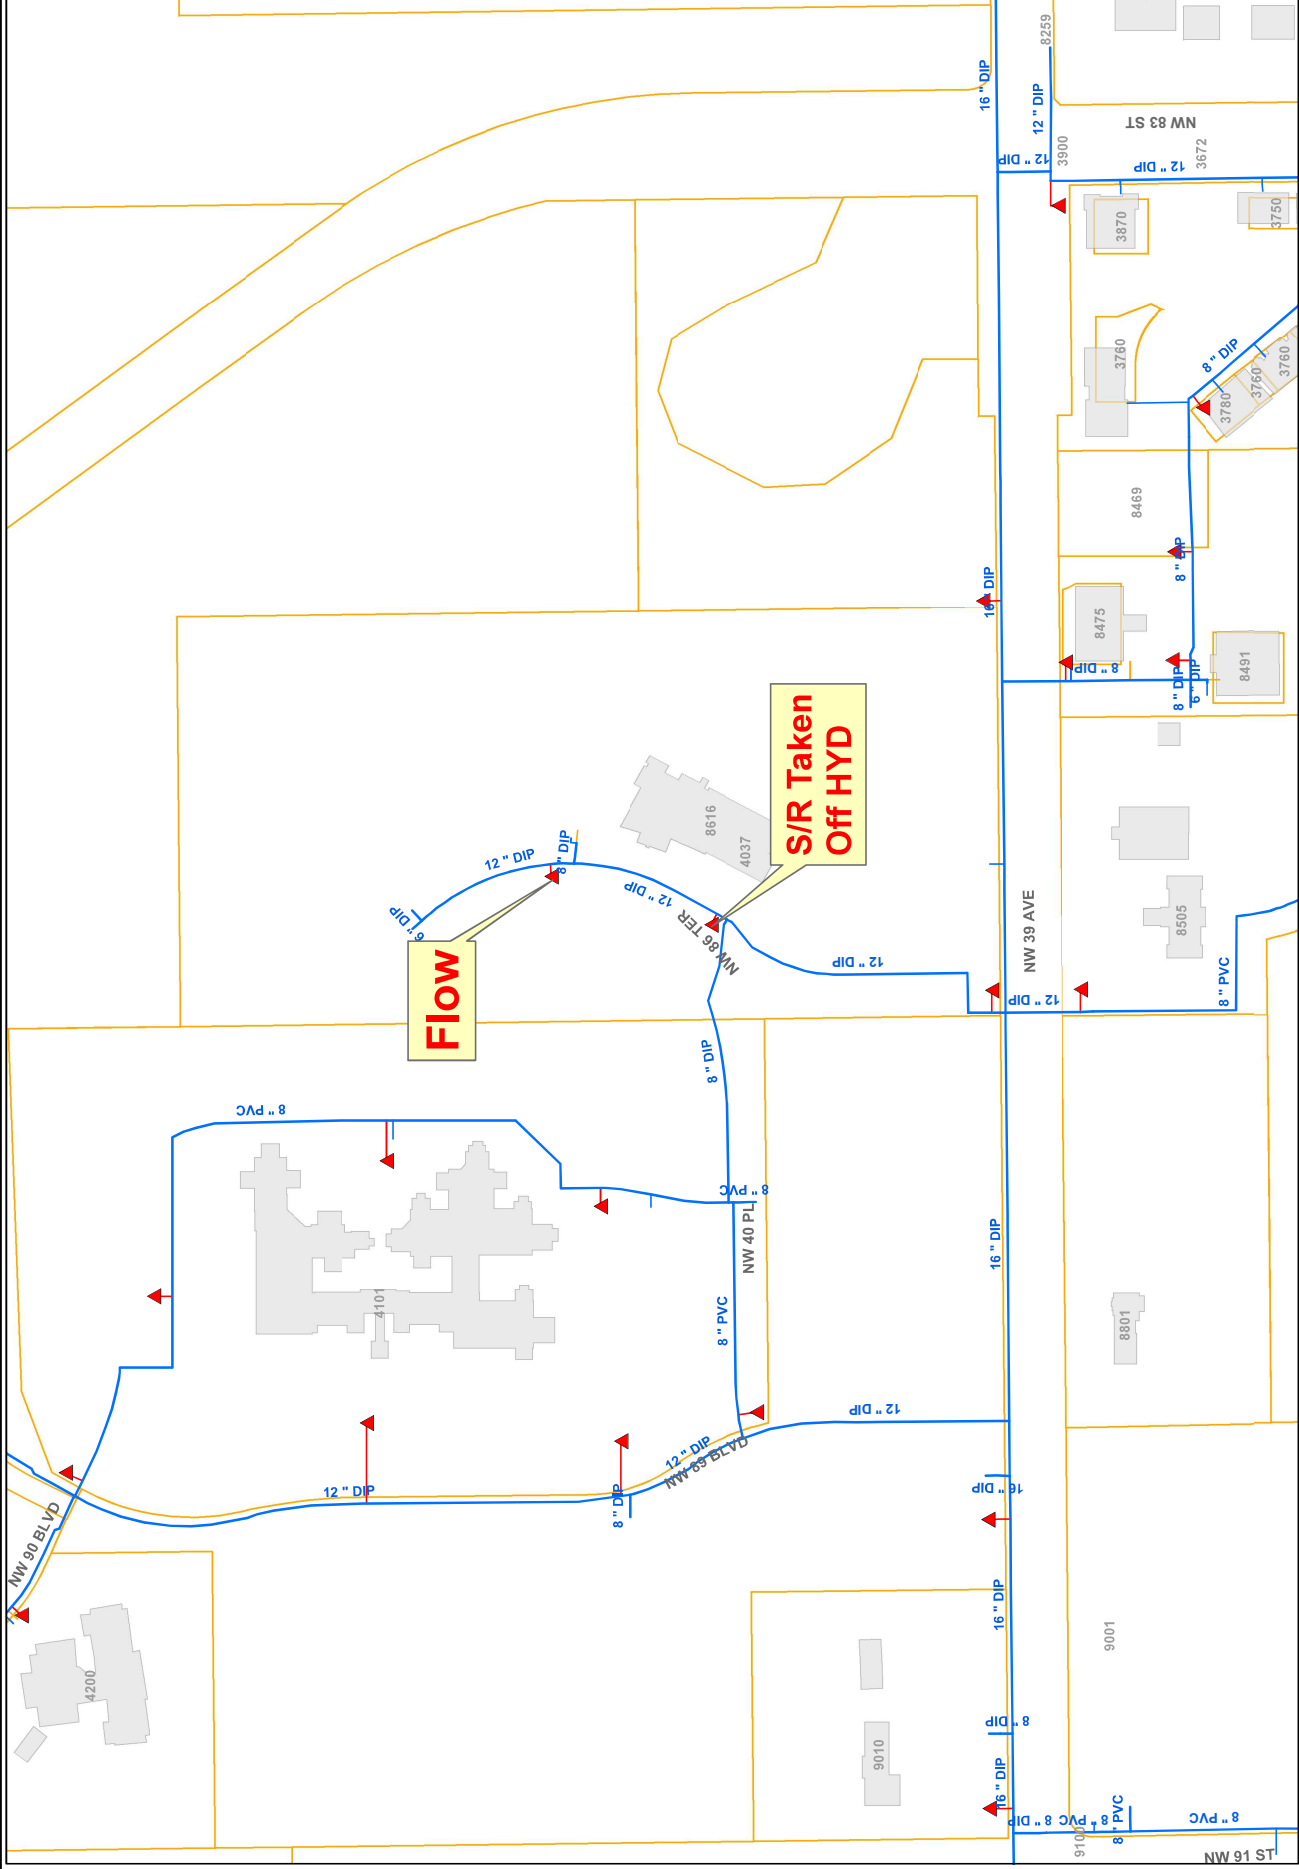 16 " DIP
8259
12 " DIP
NW 83 ST
3900
3672
12 " DIP
12 " DIP
3870
3750
3760
8 " DIP
3780
3760
3760
8469
8 " DIP
16 " DIP
8475
8 " DIP
8491
8 " DIP
6 " DIP
S/R Taken
Off HYD
8616
4037
12 " DIP
8 " DIP
12 " DIP
6 " DIP
NW 86 TER
Flow
12 " DIP
NW 39 AVE
8505
8 " PVC
12 " DIP
8 " DIP
8 " PVC
8 " PVC
NW 40 PL
16 " DIP
4101
8 " PVC
8801
12 " DIP
12 " DIP
NW 89 BLVD
12 " DIP
8 " DIP
16 " DIP
NW 90 BLVD
16 " DIP
9001
4200
8 " DIP
9010
16 " DIP
8 " DIP
8 " PVC
8 " PVC
8 " PVC
9100
NW 91 ST